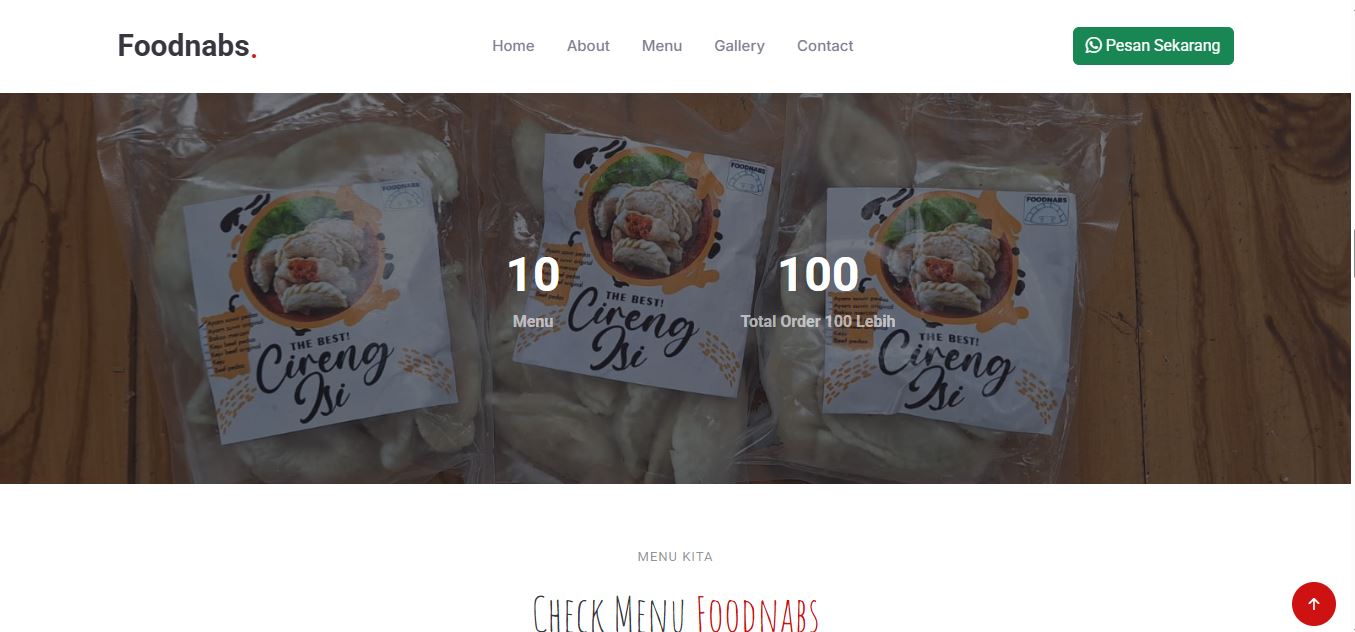 Foodnabs.
Home About Menu Gallery Contact
Pesan Sekarang
FOODNABS
THE BEST!
Cireng
Isi
FOODNABS
THE BEST!
Cireng
Isi
FOODNABS
THE BEST!
Cireng
Isi
10
Menu
100
Total Order 100 Lebih
MENU KITA
Check Menu Foodnabs